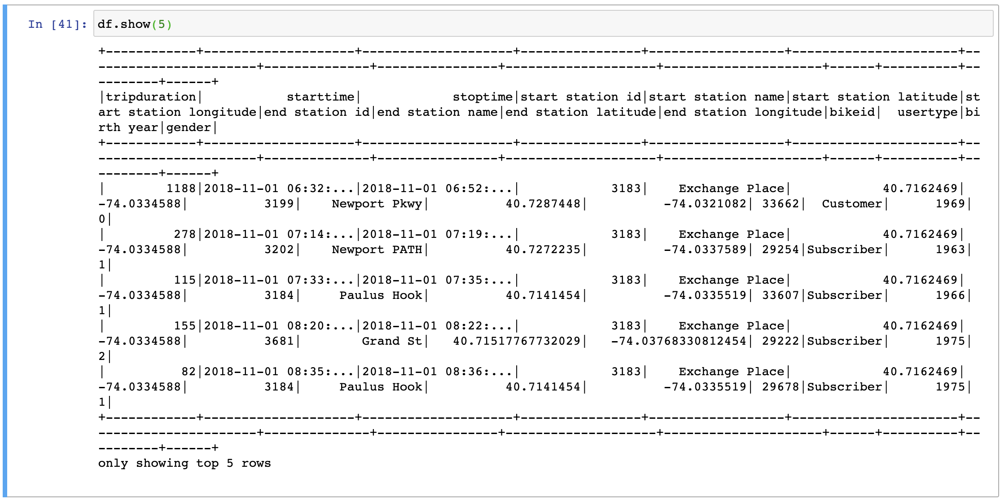 In [41]: df.show(5)
+------------+--------------------+--------------------+----------------+------------------+----------------------+--
---------------------+--------------+----------------+--------------------+---------------------+------+----------+--
--------+------+
|tripduration|           starttime|            stoptime|start station id|start station name|start station latitude|st
art station longitude|end station id|end station name|end station latitude|end station longitude|bikeid|  usertype|bi
rth year|gender|
+------------+--------------------+--------------------+----------------+------------------+----------------------+--
---------------------+--------------+----------------+--------------------+---------------------+------+----------+--
--------+------+
|        1188|2018-11-01 06:32:...|2018-11-01 06:52:...|            3183|    Exchange Place|            40.7162469|
-74.0334588|          3199|    Newport Pkwy|          40.7287448|          -74.0321082| 33662|  Customer|      1969|
0|
|         278|2018-11-01 07:14:...|2018-11-01 07:19:...|            3183|    Exchange Place|            40.7162469|
-74.0334588|          3202|    Newport PATH|          40.7272235|          -74.0337589| 29254|Subscriber|      1963|
1|
|         115|2018-11-01 07:33:...|2018-11-01 07:35:...|            3183|    Exchange Place|            40.7162469|
-74.0334588|          3184|     Paulus Hook|          40.7141454|          -74.0335519| 33607|Subscriber|      1966|
1|
|         155|2018-11-01 08:20:...|2018-11-01 08:22:...|            3183|    Exchange Place|            40.7162469|
-74.0334588|          3681|        Grand St|   40.71517767732029|   -74.03768330812454| 29222|Subscriber|      1975|
2|
|          82|2018-11-01 08:35:...|2018-11-01 08:36:...|            3183|    Exchange Place|            40.7162469|
-74.0334588|          3184|     Paulus Hook|          40.7141454|          -74.0335519| 29678|Subscriber|      1975|
1|
+------------+--------------------+--------------------+----------------+------------------+----------------------+--
---------------------+--------------+----------------+--------------------+---------------------+------+----------+--
--------+------+
only showing top 5 rows